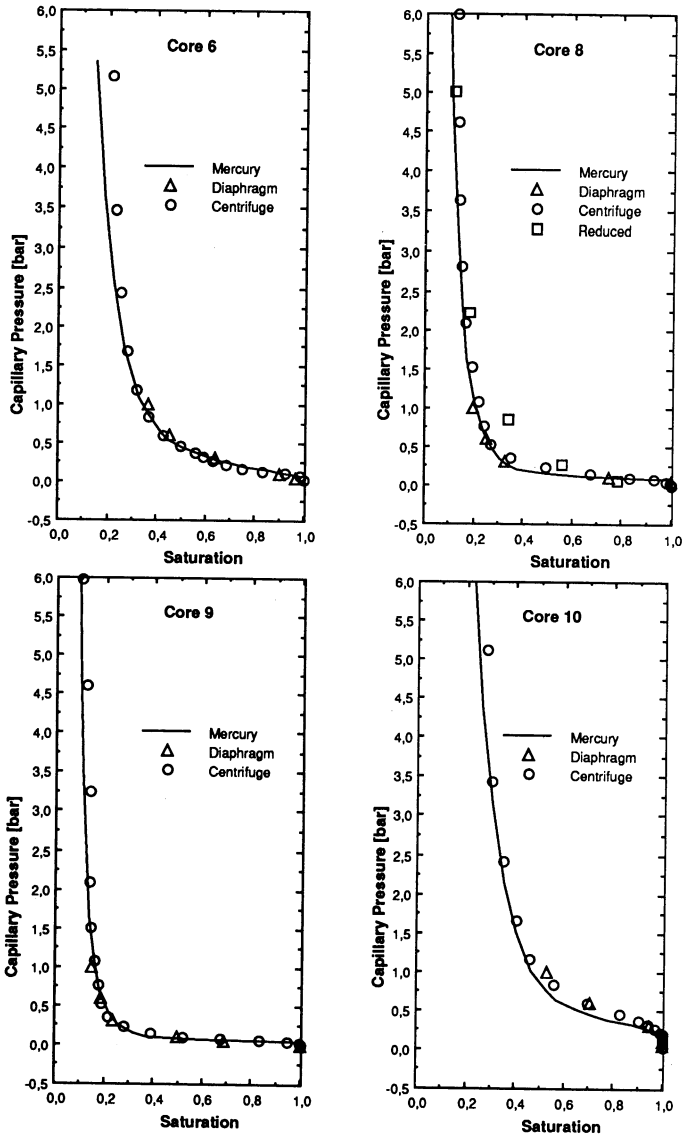 Core 6
Capillary Pressure [bar]
6,0
5,5
5,0
4,5
4,0
3,5
3,0
2,5
2,0
1,5
1,0
0,5
0,0
-0,5
Mercury
Diaphragm
Centrifuge
0,0 0,2 0,4 0,6 0,8 1,0
Saturation
Core 8
Capillary Pressure [bar]
6,0
5,5
5,0
4,5
4,0
3,5
3,0
2,5
2,0
1,5
1,0
0,5
0,0
-0,5
Mercury
Diaphragm
Centrifuge
Reduced
0,0 0,2 0,4 0,6 0,8 1,0
Saturation
Core 9
Capillary Pressure [bar]
6,0
5,5
5,0
4,5
4,0
3,5
3,0
2,5
2,0
1,5
1,0
0,5
0,0
-0,5
Mercury
Diaphragm
Centrifuge
0,0 0,2 0,4 0,6 0,8 1,0
Saturation
Core 10
Capillary Pressure [bar]
6,0
5,5
5,0
4,5
4,0
3,5
3,0
2,5
2,0
1,5
1,0
0,5
0,0
-0,5
Mercury
Diaphragm
Centrifuge
0,0 0,2 0,4 0,6 0,8 1,0
Saturation